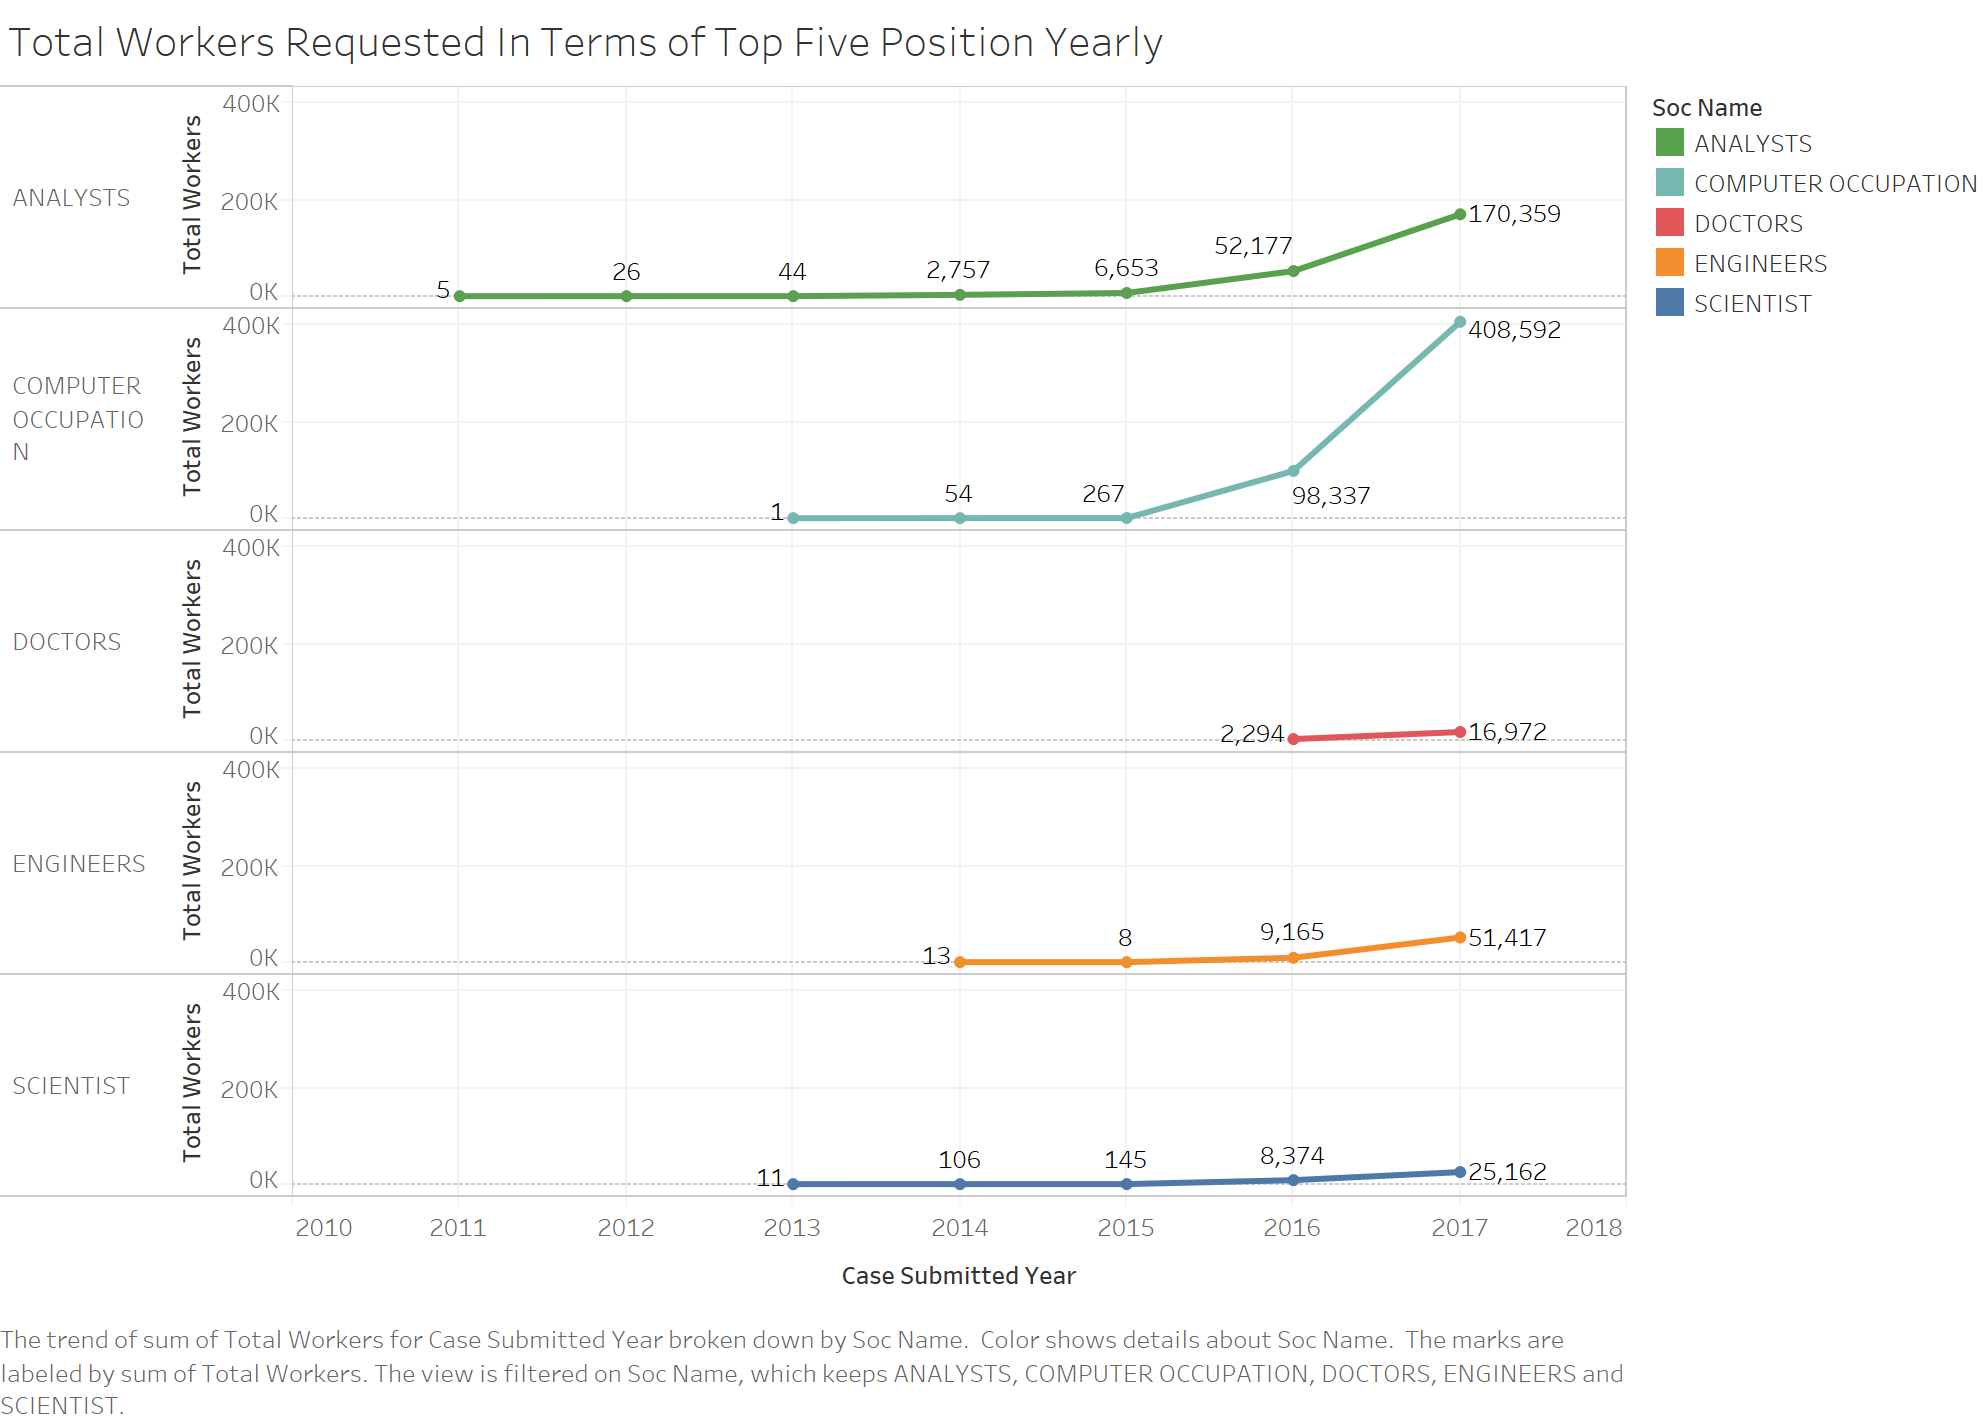 Total Workers Requested In Terms of Top Five Position Yearly
Soc Name
ANALYSTS
COMPUTER OCCUPATION
DOCTORS
ENGINEERS
SCIENTIST
ANALYSTS
Total Workers
400K
200K
0K
5
26
44
2,757
6,653
52,177
170,359
COMPUTER
OCCUPATIO
N
Total Workers
400K
200K
0K
1
54
267
98,337
408,592
DOCTORS
Total Workers
400K
200K
0K
2,294
16,972
ENGINEERS
Total Workers
400K
200K
0K
13
8
9,165
51,417
SCIENTIST
Total Workers
400K
200K
0K
11
106
145
8,374
25,162
2010 2011 2012 2013 2014 2015 2016 2017 2018
Case Submitted Year
The trend of sum of Total Workers for Case Submitted Year broken down by Soc Name.  Color shows details about Soc Name.  The marks are
labeled by sum of Total Workers. The view is filtered on Soc Name, which keeps ANALYSTS, COMPUTER OCCUPATION, DOCTORS, ENGINEERS and
SCIENTIST.